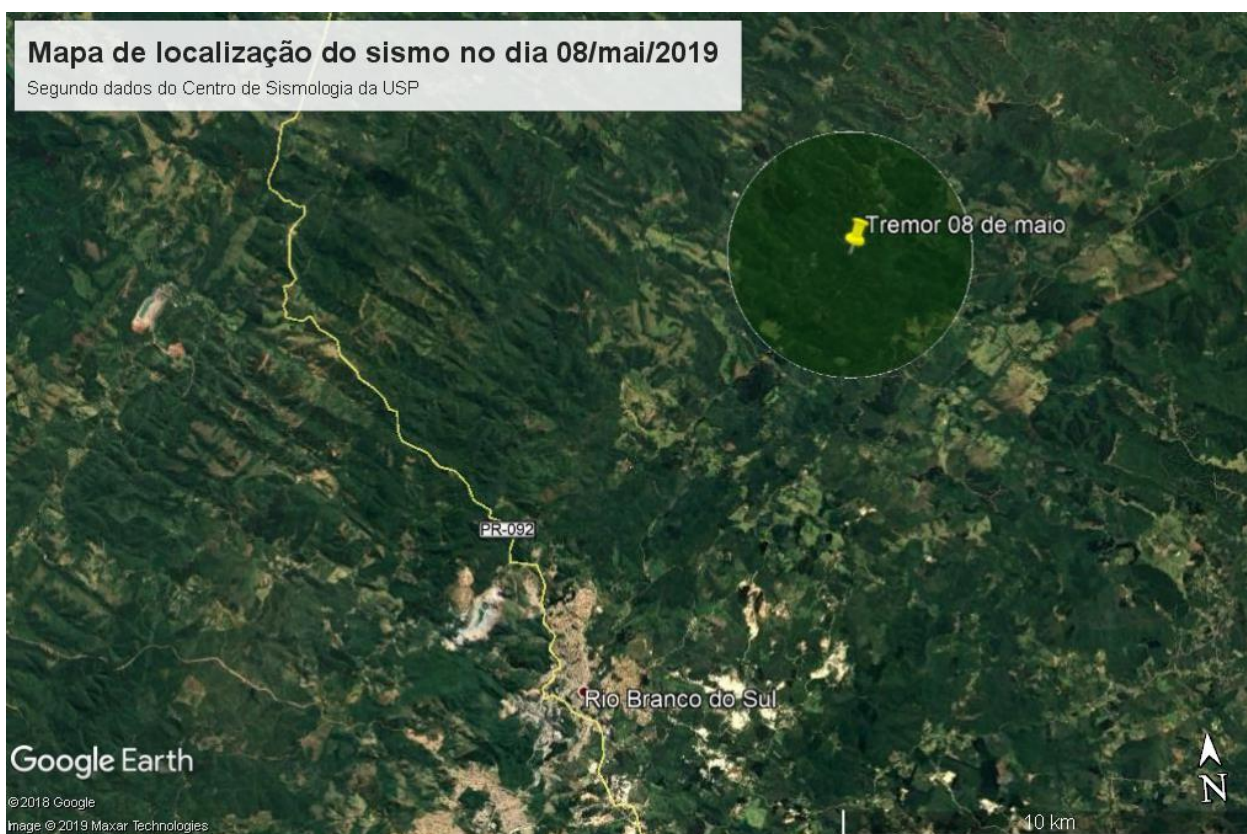 Mapa de localização do sismo no dia 08/mai/2019
Segundo dados do Centro de Sismologia da USP
Tremor 08 de maio
PR-092
Rio Branco do Sul
Google Earth
©2018 Google
Image © 2019 Maxar Technologies
10 km
N